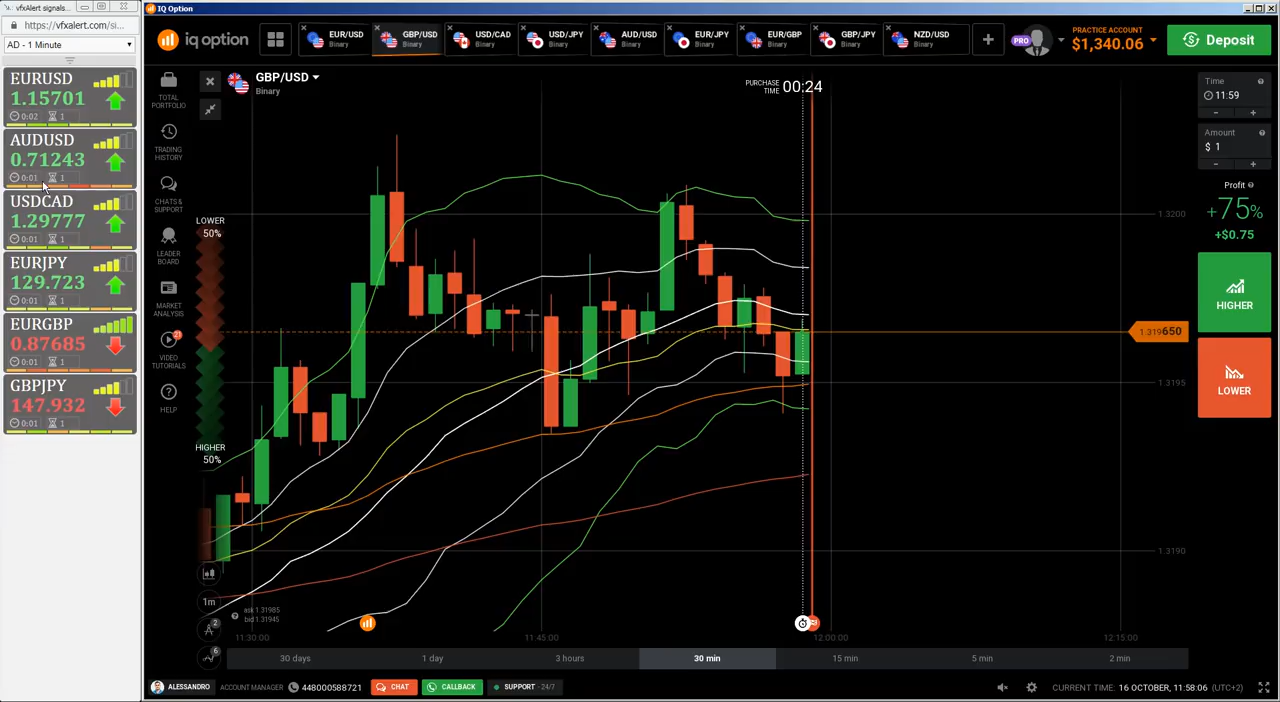 vfxAlert signals...
https://vfxalert.com/si...
AD - 1 Minute
EURUSD
1.15701
0:02 1
AUDUSD
0.71243
0:01 1
USDCAD
1.29777
0:01 1
EURJPY
129.723
0:01 1
EURGBP
0.87685
0:01 1
GBPJPY
147.932
0:01 1
IQ Option
iq option
EUR/USD
Binary
GBP/USD
Binary
USD/CAD
Binary
USD/JPY
Binary
AUD/USD
Binary
EUR/JPY
Binary
EUR/GBP
Binary
GBP/JPY
Binary
NZD/USD
Binary
PRO
PRACTICE ACCOUNT
$1,340.06
Deposit
TOTAL
PORTFOLIO
TRADING
HISTORY
CHATS &
SUPPORT
LEADER
BOARD
MARKET
ANALYSIS
21
VIDEO
TUTORIALS
HELP
GBP/USD
Binary
PURCHASE
TIME
00:24
LOWER
50%
HIGHER
50%
1m
2
6
ask 1.31985
bid 1.31945
1.3200
1.319650
1.3195
1.3190
11:30:00
11:45:00
12:00:00
12:15:00
30 days
1 day
3 hours
30 min
15 min
5 min
2 min
Time
11:59
- +
Amount
$ 1
- +
Profit
+75%
+$0.75
HIGHER
LOWER
ALESSANDRO
ACCOUNT MANAGER
448000588721
CHAT
CALLBACK
SUPPORT - 24/7
CURRENT TIME: 16 OCTOBER, 11:58:06 (UTC+2)